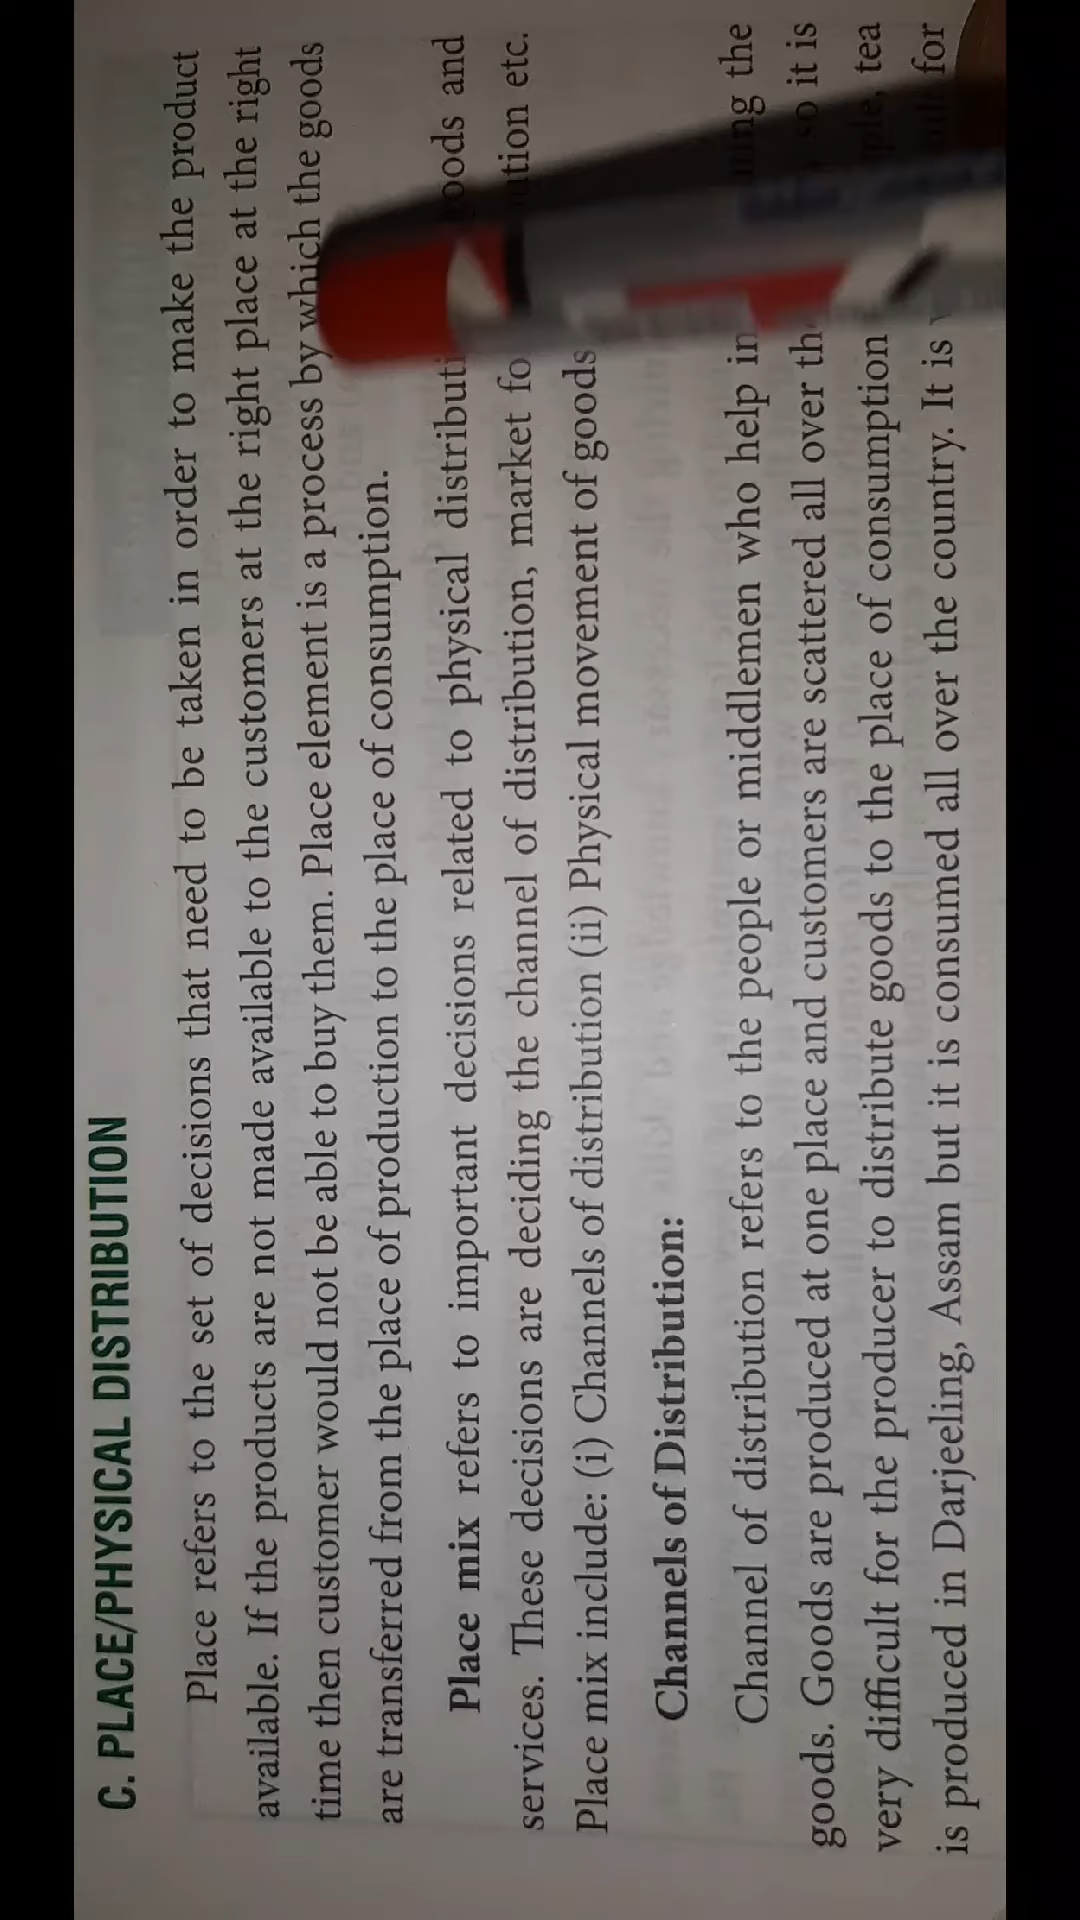 C. PLACE/PHYSICAL DISTRIBUTION
Place refers to the set of decisions that need to be taken in order to make the product
available. If the products are not made available to the customers at the right place at the right
time then customer would not be able to buy them. Place element is a process by which the goods
are transferred from the place of production to the place of consumption.
Place mix refers to important decisions related to physical and
services. These decisions are deciding the channel of distribution, market etc.
Place mix include: (i) Channels of distribution (ii) Physical movement of goods
Channels of Distribution:
Channel of distribution refers to the people or middlemen who help in the
goods. Goods are produced at one place and customers are scattered all over so it is
very difficult for the producer to distribute goods to the place of consumption tea
is produced in Darjeeling, Assam but it is consumed all over the country. It is for